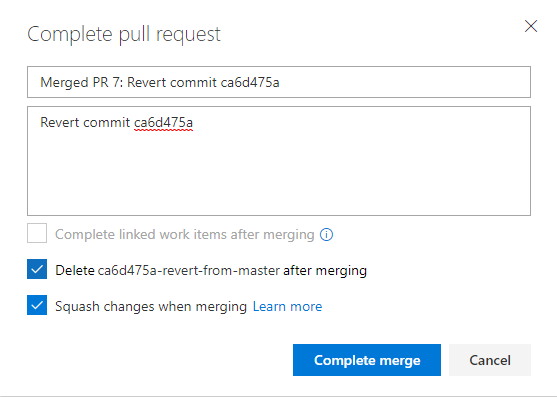 Complete pull request
Merged PR 7: Revert commit ca6d475a
Revert commit ca6d475a
Complete linked work items after merging
Delete ca6d475a-revert-from-master after merging
Squash changes when merging Learn more
Complete merge Cancel